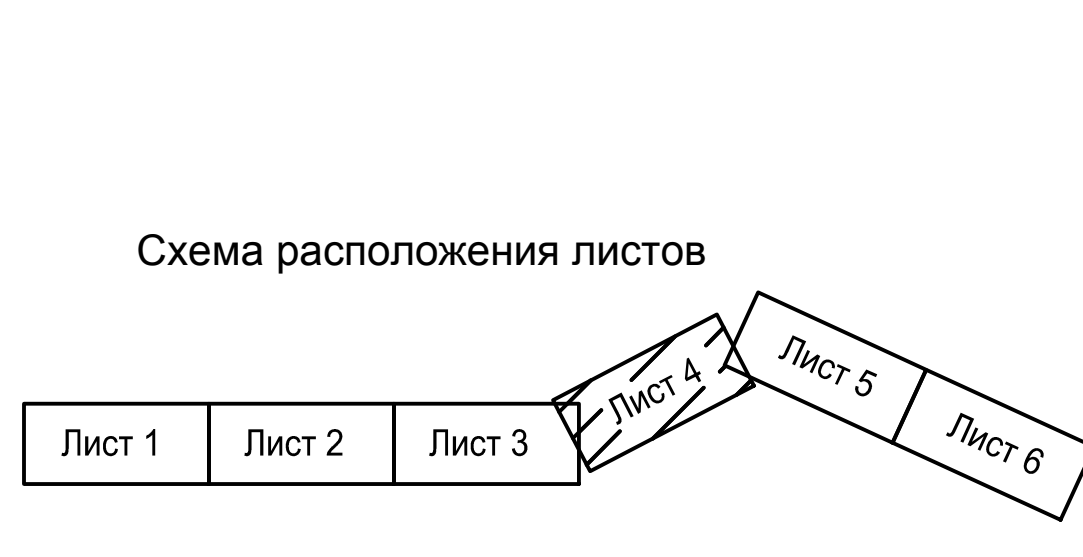 Схема расположения листов
Лист 1
Лист 2
Лист 3
Лист 4
Лист 5
Лист 6